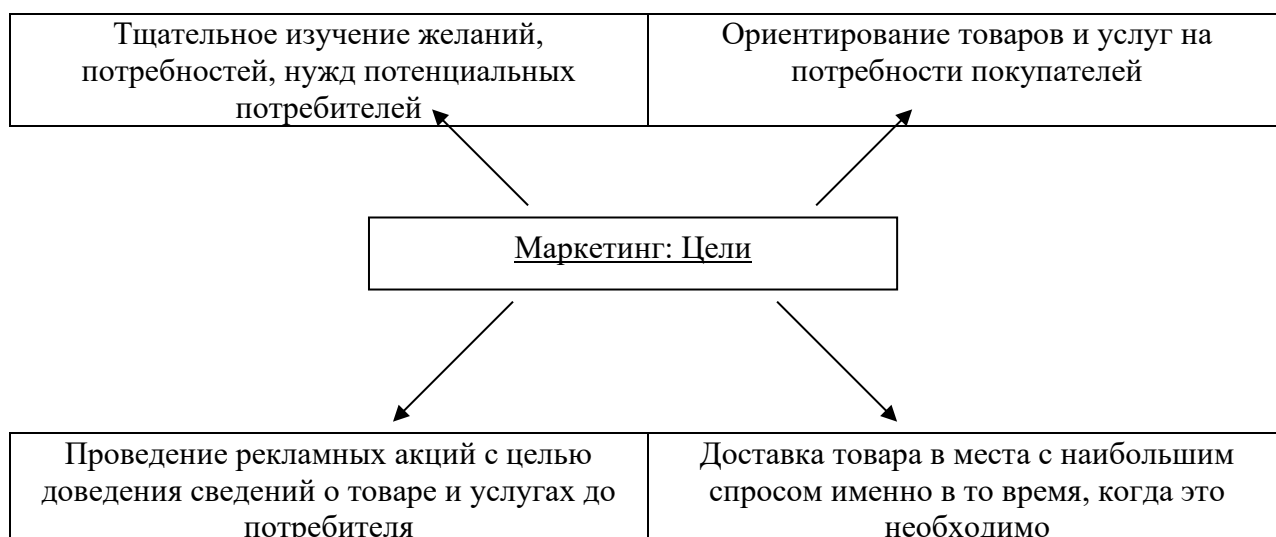 Тщательное изучение желаний,
потребностей, нужд потенциальных
потребителей
Ориентирование товаров и услуг на
потребности покупателей
Маркетинг: Цели
Проведение рекламных акций с целью
доведения сведений о товаре и услугах до
потребителя
Доставка товара в места с наибольшим
спросом именно в то время, когда это
необходимо